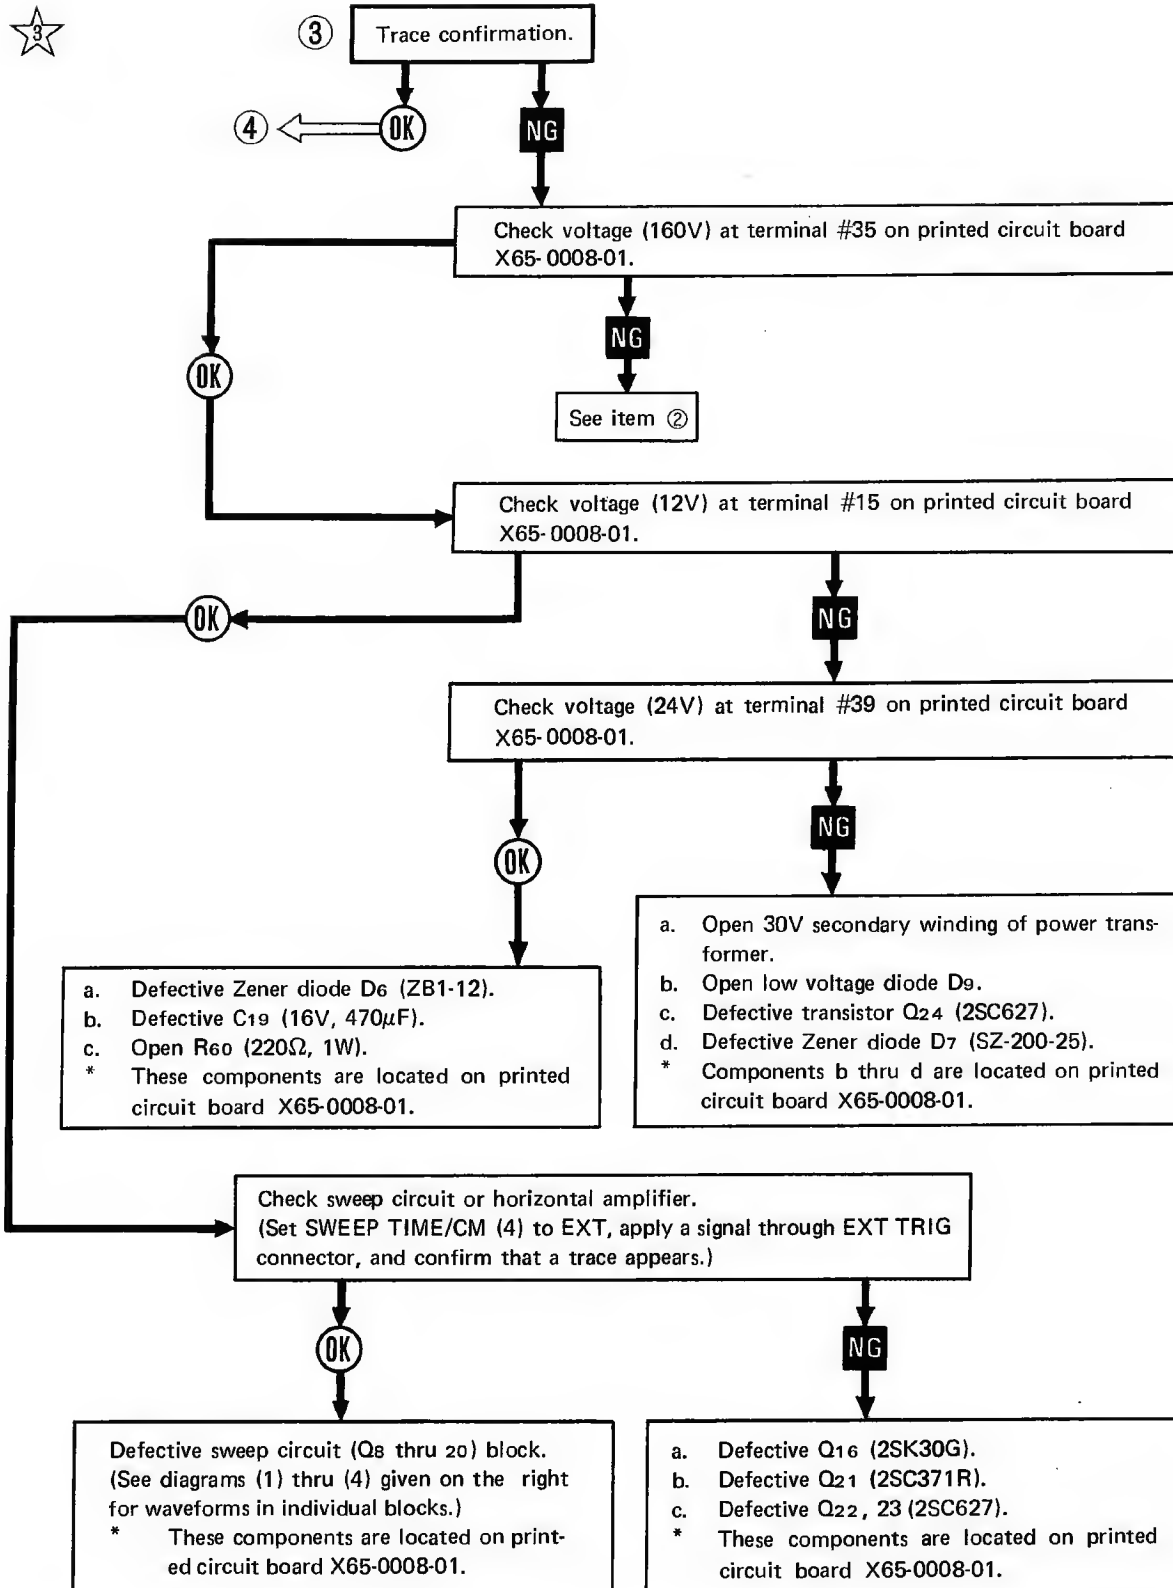 3
③ Trace confirmation.
④ OK NG
Check voltage (160V) at terminal #35 on printed circuit board
X65-0008-01.
NG
OK
See item ②
Check voltage (12V) at terminal #15 on printed circuit board
X65-0008-01.
OK
NG
Check voltage (24V) at terminal #39 on printed circuit board
X65-0008-01.
NG
OK
a. Open 30V secondary winding of power trans-
former.
b. Open low voltage diode D9.
c. Defective transistor Q24 (2SC627).
d. Defective Zener diode D7 (SZ-200-25).
* Components b thru d are located on printed
circuit board X65-0008-01.
a. Defective Zener diode D6 (ZB1-12).
b. Defective C19 (16V, 470μF).
c. Open R60 (220Ω, 1W).
* These components are located on printed
circuit board X65-0008-01.
Check sweep circuit or horizontal amplifier.
(Set SWEEP TIME/CM (4) to EXT, apply a signal through EXT TRIG
connector, and confirm that a trace appears.)
OK
NG
Defective sweep circuit (Q8 thru 20) block.
(See diagrams (1) thru (4) given on the right
for waveforms in individual blocks.)
* These components are located on print-
ed circuit board X65-0008-01.
a. Defective Q16 (2SK30G).
b. Defective Q21 (2SC371R).
c. Defective Q22, 23 (2SC627).
* These components are located on printed
circuit board X65-0008-01.